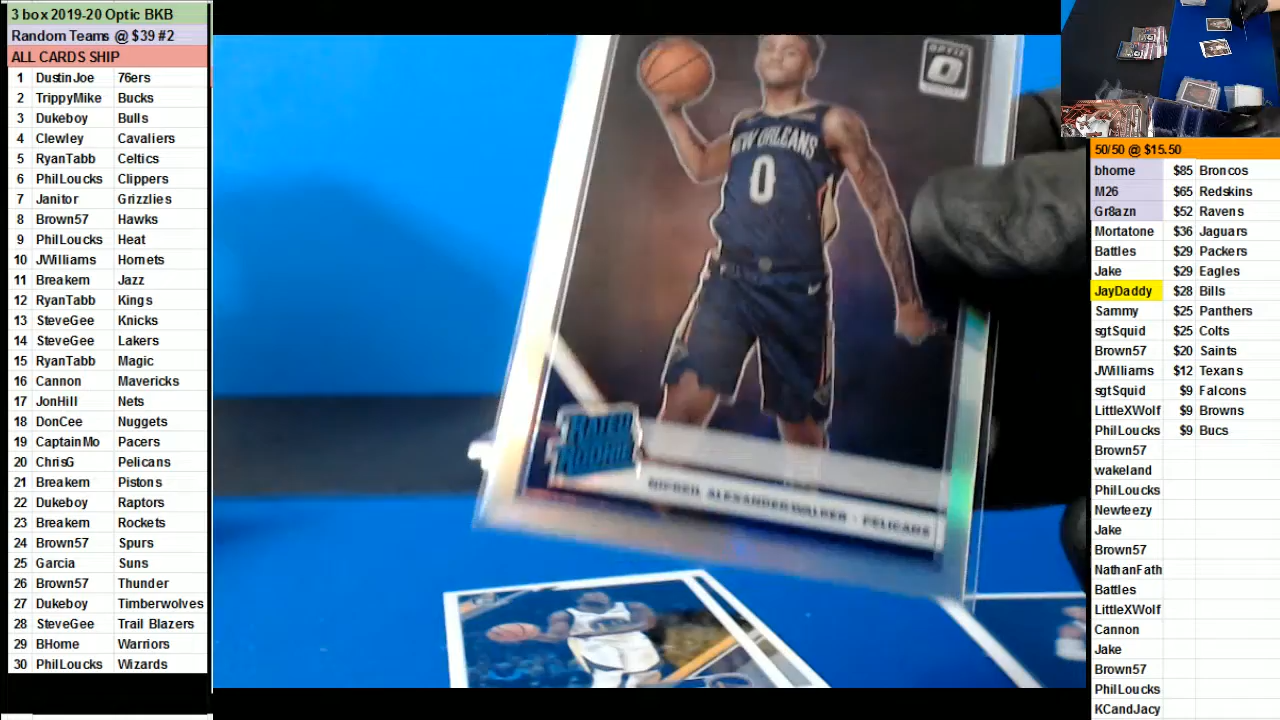 3 box 2019-20 Optic BKB
Random Teams @ $39 #2
ALL CARDS SHIP
1 DustinJoe 76ers
2 TrippyMike Bucks
3 Dukeboy Bulls
4 Clewley Cavaliers
5 RyanTabb Celtics
6 PhilLoucks Clippers
7 Janitor Grizzlies
8 Brown57 Hawks
9 PhilLoucks Heat
10 JWilliams Hornets
11 Breakem Jazz
12 RyanTabb Kings
13 SteveGee Knicks
14 SteveGee Lakers
15 RyanTabb Magic
16 Cannon Mavericks
17 JonHill Nets
18 DonCee Nuggets
19 CaptainMo Pacers
20 ChrisG Pelicans
21 Breakem Pistons
22 Dukeboy Raptors
23 Breakem Rockets
24 Brown57 Spurs
25 Garcia Suns
26 Brown57 Thunder
27 Dukeboy Timberwolves
28 SteveGee Trail Blazers
29 BHome Warriors
30 PhilLoucks Wizards
OPTIC
NEW ORLEANS
0
RATED
ROOKIE
NICKEIL ALEXANDER-WALKER - PELICANS
50/50 @ $15.50
bhome $85 Broncos
M26 $65 Redskins
Gr8azn $52 Ravens
Mortatone $36 Jaguars
Battles $29 Packers
Jake $29 Eagles
JayDaddy $28 Bills
Sammy $25 Panthers
sgtSquid $25 Colts
Brown57 $20 Saints
JWilliams $12 Texans
sgtSquid $9 Falcons
LittleXWolf $9 Browns
PhilLoucks $9 Bucs
Brown57
wakeland
PhilLoucks
Newteezy
Jake
Brown57
NathanFath
Battles
LittleXWolf
Cannon
Jake
Brown57
PhilLoucks
KCandJacy